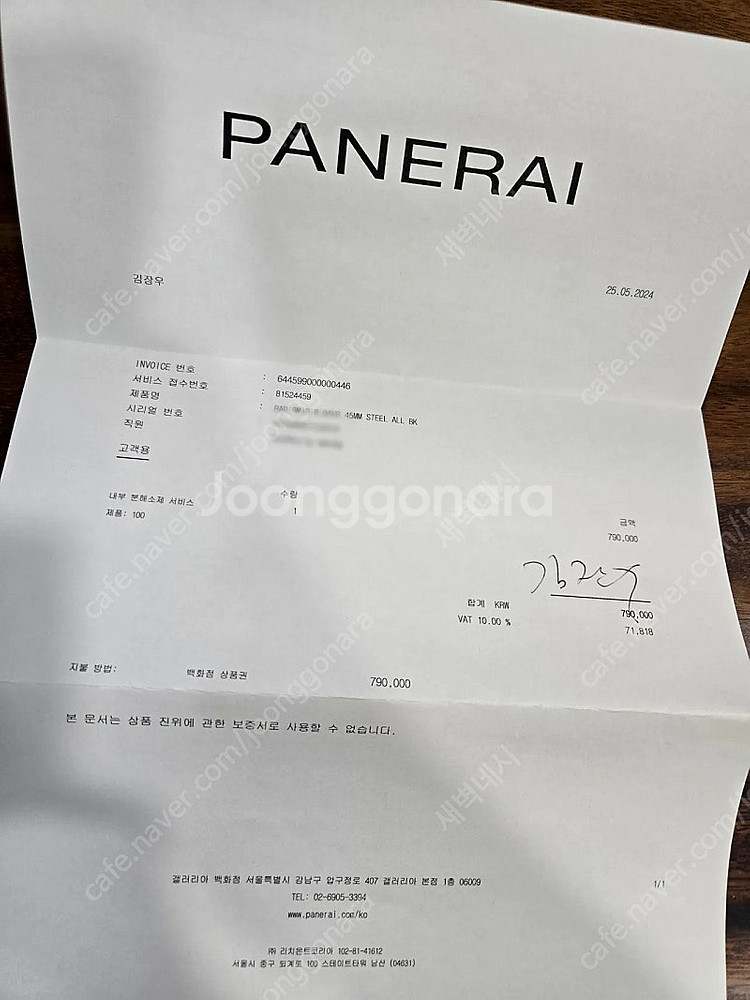 PANERAI
김장우
25.05.2024
INVOICE 번호 : 644599000000446
서비스 접수번호 : 81524459
제품명 : 45MM STEEL ALL BK
시리얼 번호
직원
고객용
수량 금액
내부 분해소제 서비스
제품: 100 1 790,000
김장우
합계 KRW 790,000
VAT 10.00 % 71,818
지불 방법: 백화점 상품권 790,000
본 문서는 상품 진위에 관한 보증서로 사용할 수 없습니다.
갤러리아 백화점 서울특별시 강남구 압구정로 407 갤러리아 본점 1층 06009
1/1
TEL: 02-6905-3394
www.panerai.com/ko
㈜ 리치몬트코리아 102-81-41612
서울시 중구 퇴계로 100 스테이트타워 남산 (04631)
Joonggonara
cafe.naver.com/joonggonara
새벽네시